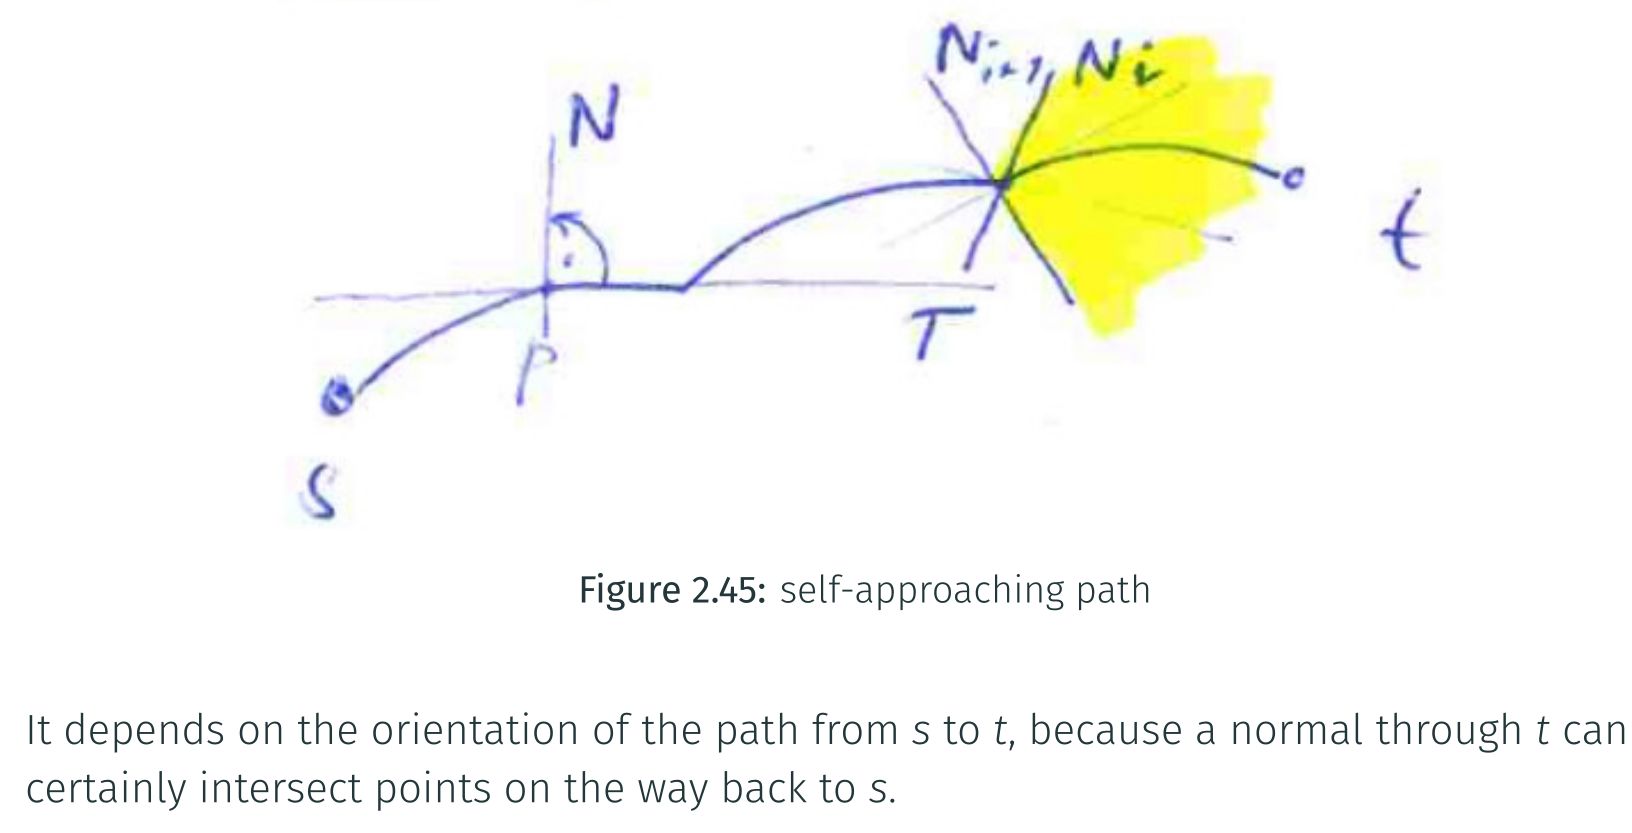 N
N_{i+1}, N_i
t
T
P
S
Figure 2.45: self-approaching path
It depends on the orientation of the path from s to t, because a normal through t can
certainly intersect points on the way back to s.